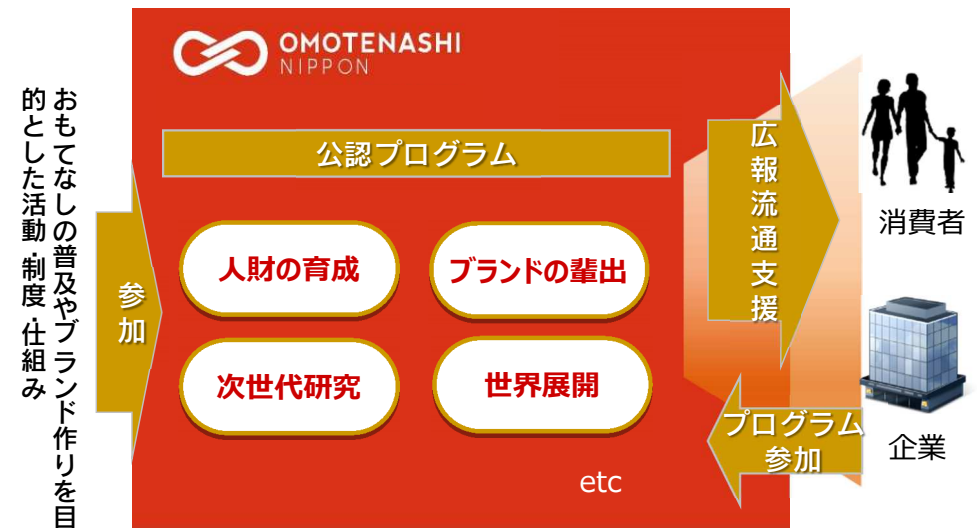 おもてなしの普及やブランド作りを目
的とした活動・制度・仕組み
参加
OMOTENASHI
NIPPON
公認プログラム
人財の育成
ブランドの輩出
次世代研究
世界展開
etc
広報流通支援
消費者
企業
プログラム
参加